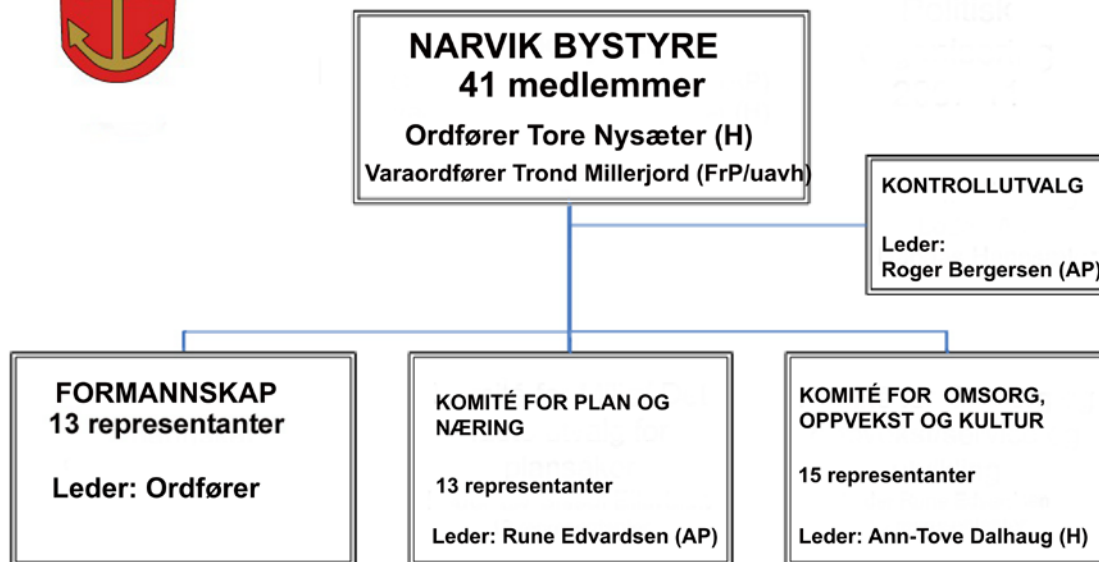 NARVIK BYSTYRE
41 medlemmer
Ordfører Tore Nysæter (H)
Varaordfører Trond Millerjord (FrP/uavh)
KONTROLLUTVALG
Leder:
Roger Bergersen (AP)
FORMANNSKAP
13 representanter
Leder: Ordfører
KOMITÉ FOR PLAN OG
NÆRING
13 representanter
Leder: Rune Edvardsen (AP)
KOMITÉ FOR OMSORG,
OPPVEKST OG KULTUR
15 representanter
Leder: Ann-Tove Dalhaug (H)